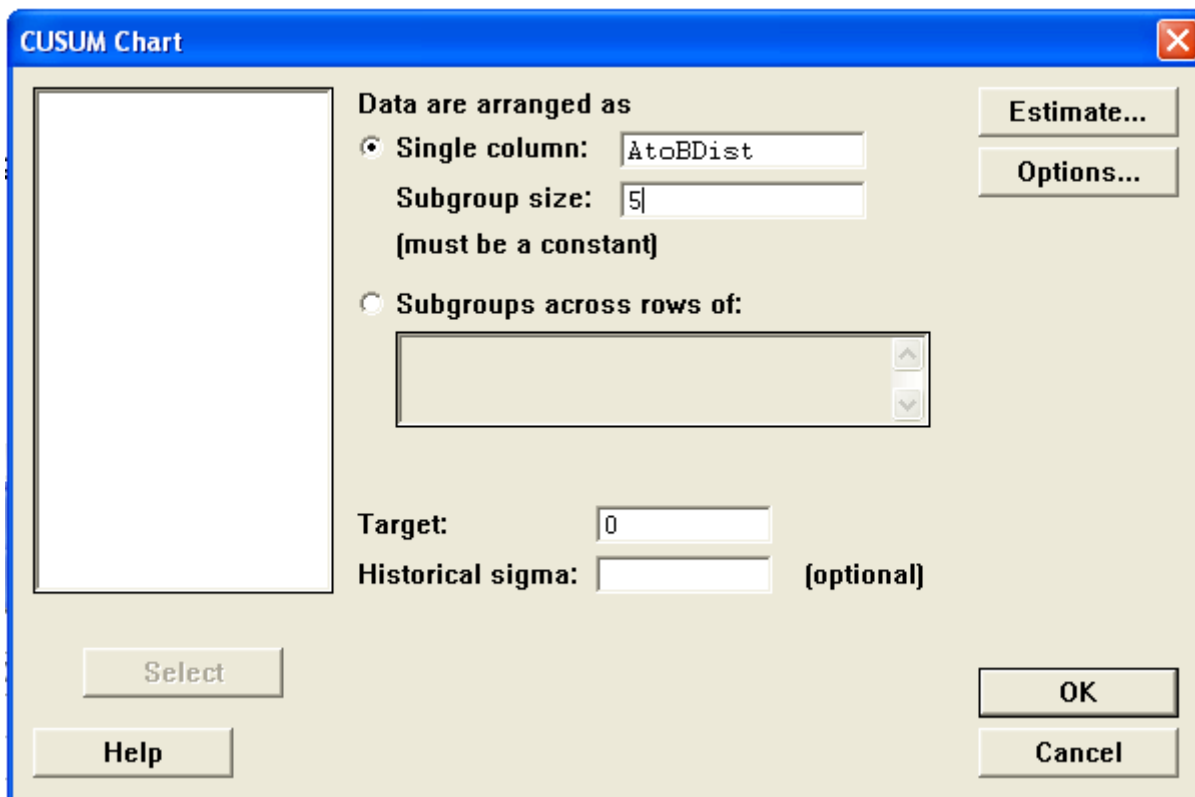 CUSUM Chart
Data are arranged as
Single column: AtoBDist
Subgroup size: 5
(must be a constant)
Subgroups across rows of:
Target: 0
Historical sigma: (optional)
Estimate...
Options...
Select
Help
OK
Cancel